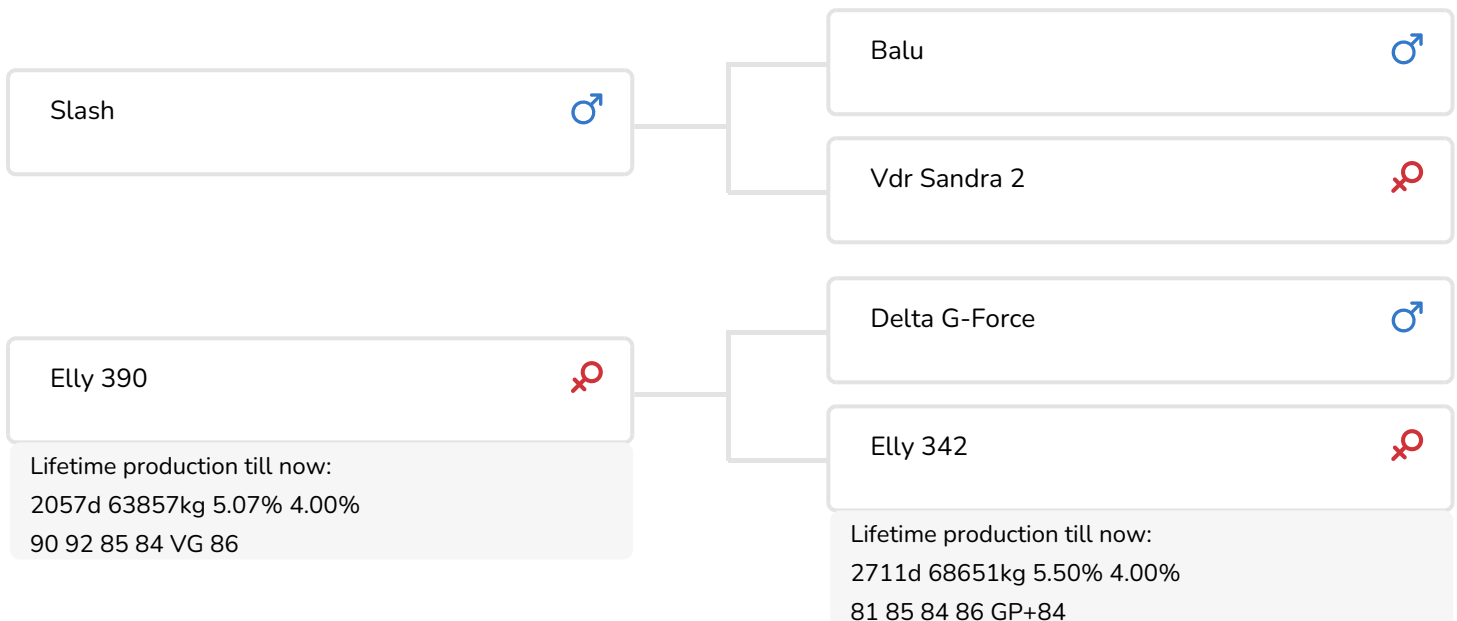 Balu
Slash
Vdr Sandra 2
Delta G-Force
Elly 390
Elly 342
Lifetime production till now:
2057d 63857kg 5.07% 4.00%
90 92 85 84 VG 86
Lifetime production till now:
2711d 68651kg 5.50% 4.00%
81 85 84 86 GP+84